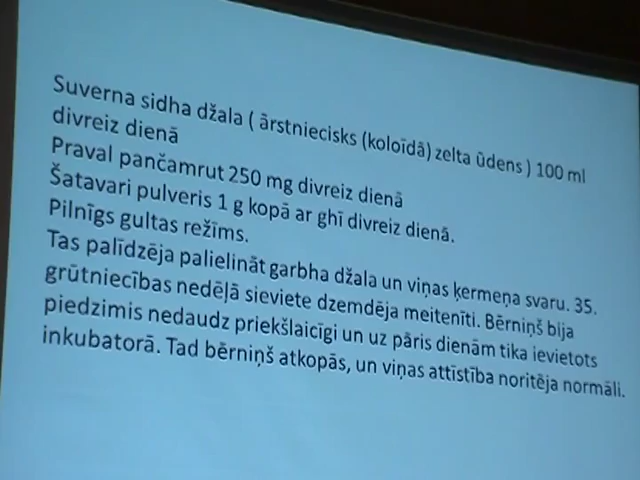 Suverna sidha džala ( ārstniecisks (koloīdā) zelta ūdens ) 100 ml
divreiz dienā
Praval pančamrut 250 mg divreiz dienā
Šatavari pulveris 1 g kopā ar ghī divreiz dienā.
Pilnīgs gultas režīms.
Tas palīdzēja palielināt garbha džala un viņas ķermeņa svaru. 35.
grūtniecības nedēļā sieviete dzemdēja meitenīti. Bērniņš bija
piedzimis nedaudz priekšlaicīgi un uz pāris dienām tika ievietots
inkubatorā. Tad bērniņš atkopās, un viņas attīstība noritēja normāli.